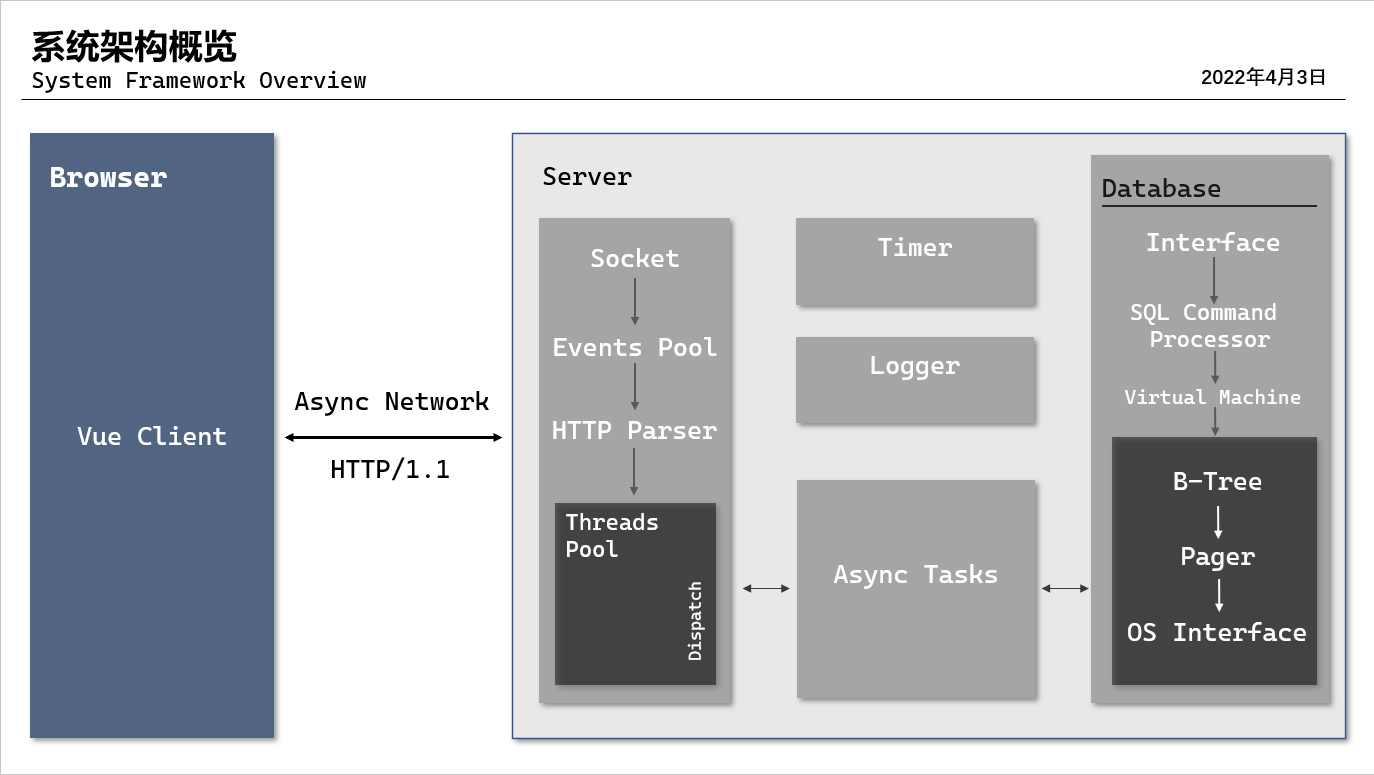 系统架构概览
System Framework Overview
2022年4月3日
Browser
Vue Client
Async Network
HTTP/1.1
Server
Socket
Events Pool
HTTP Parser
Threads
Pool
Dispatch
Timer
Logger
Async Tasks
Database
Interface
SQL Command
Processor
Virtual Machine
B-Tree
Pager
OS Interface